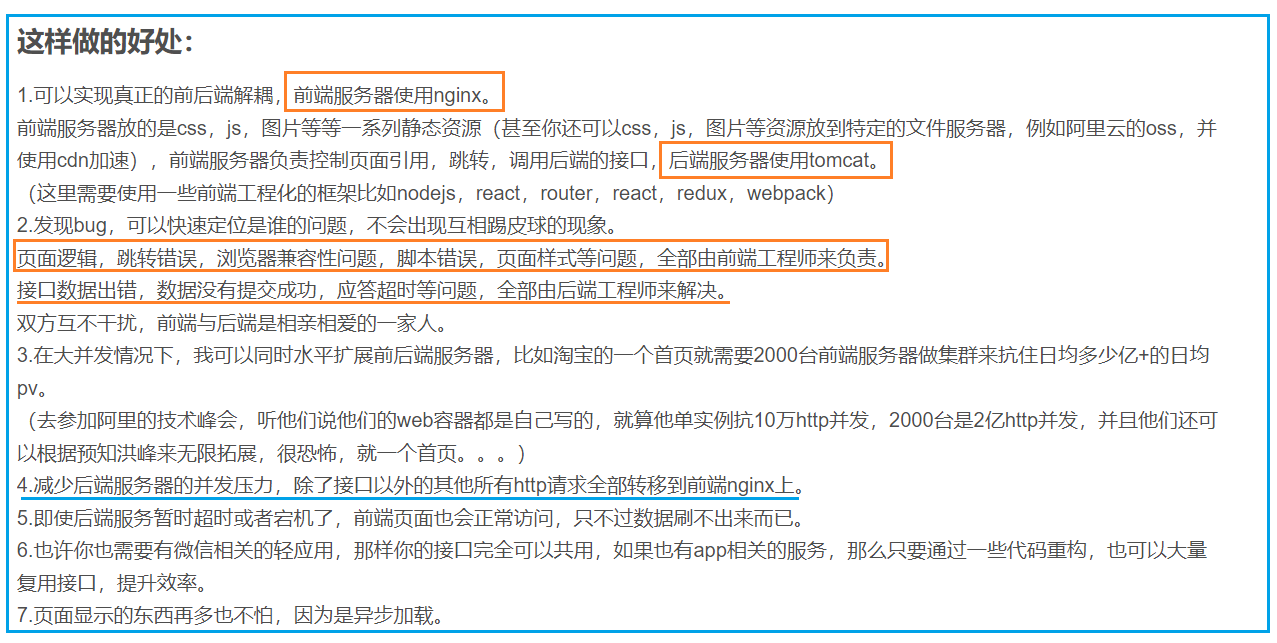 这样做的好处：
1.可以实现真正的前后端解耦，前端服务器使用nginx。
前端服务器放的是css，js，图片等等一系列静态资源（甚至你还可以css，js，图片等资源放到特定的文件服务器，例如阿里云的oss，并
使用cdn加速），前端服务器负责控制页面引用，跳转，调用后端的接口，后端服务器使用tomcat。
（这里需要使用一些前端工程化的框架比如nodejs，react，router，react，redux，webpack）
2.发现bug，可以快速定位是谁的问题，不会出现互相踢皮球的现象。
页面逻辑，跳转错误，浏览器兼容性问题，脚本错误，页面样式等问题，全部由前端工程师来负责。
接口数据出错，数据没有提交成功，应答超时等问题，全部由后端工程师来解决。
双方互不干扰，前端与后端是相亲相爱的一家人。
3.在大并发情况下，我可以同时水平扩展前后端服务器，比如淘宝的一个首页就需要2000台前端服务器做集群来抗住日均多少亿+的日均
pv。
（去参加阿里的技术峰会，听他们说他们的web容器都是自己写的，就算他单实例抗10万http并发，2000台是2亿http并发，并且他们还可
以根据预知洪峰来无限拓展，很恐怖，就一个首页。。。）
4.减少后端服务器的并发压力，除了接口以外的其他所有http请求全部转移到前端nginx上。
5.即使后端服务暂时超时或者宕机了，前端页面也会正常访问，只不过数据刷不出来而已。
6.也许你也需要有微信相关的轻应用，那样你的接口完全可以共用，如果也有app相关的服务，那么只要通过一些代码重构，也可以大量
复用接口，提升效率。
7.页面显示的东西再多也不怕，因为是异步加载。